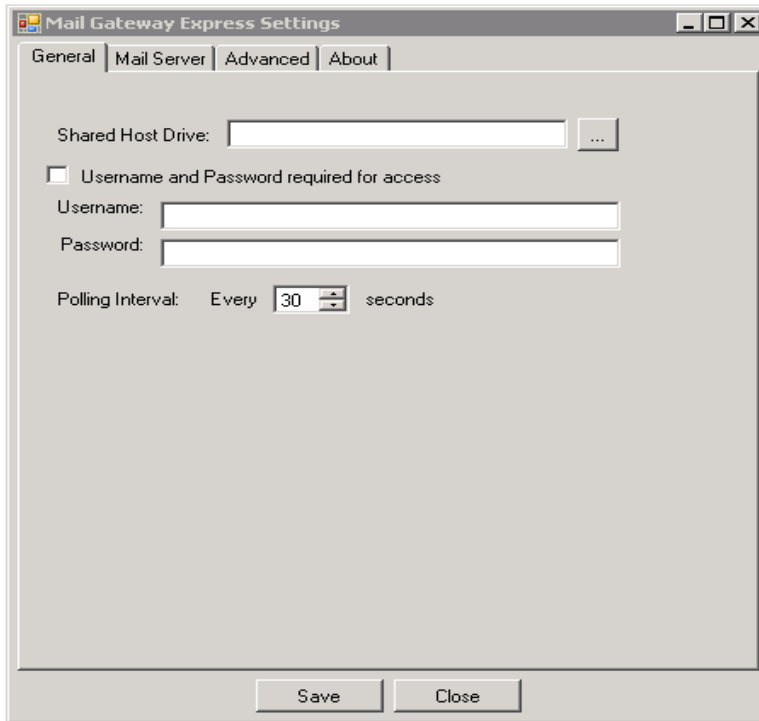 Mail Gateway Express Settings
General Mail Server Advanced About
Shared Host Drive: ...
Username and Password required for access
Username:
Password:
Polling Interval: Every 30 seconds
Save Close